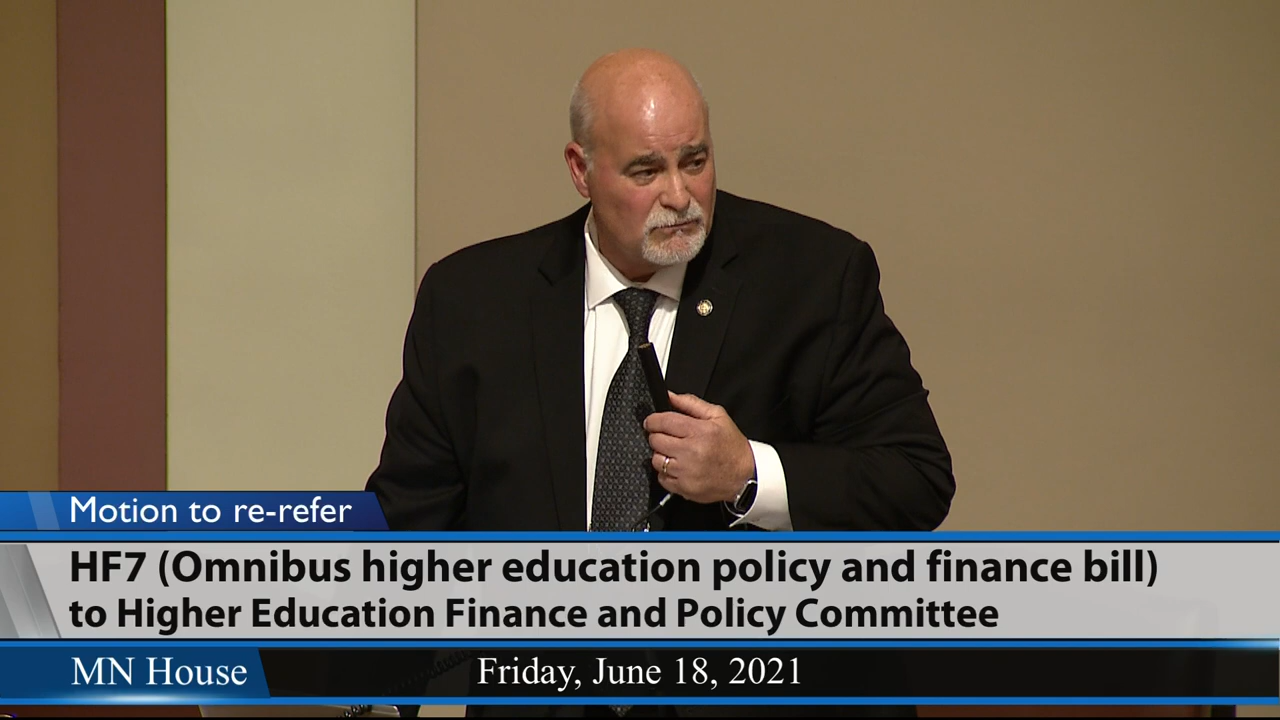 Motion to re-refer
HF7 (Omnibus higher education policy and finance bill)
to Higher Education Finance and Policy Committee
MN House
Friday, June 18, 2021